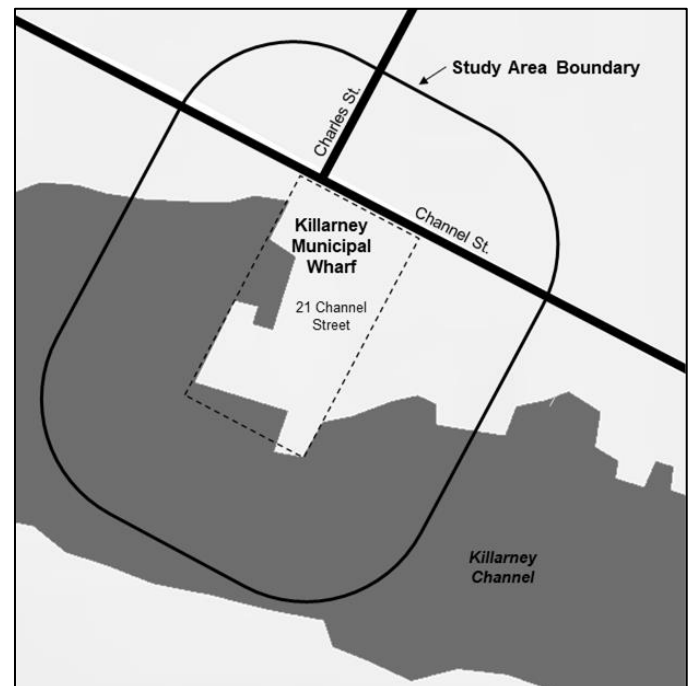 Study Area Boundary
Charles St.
Channel St.
Killarney
Municipal
Wharf
21 Channel
Street
Killarney
Channel